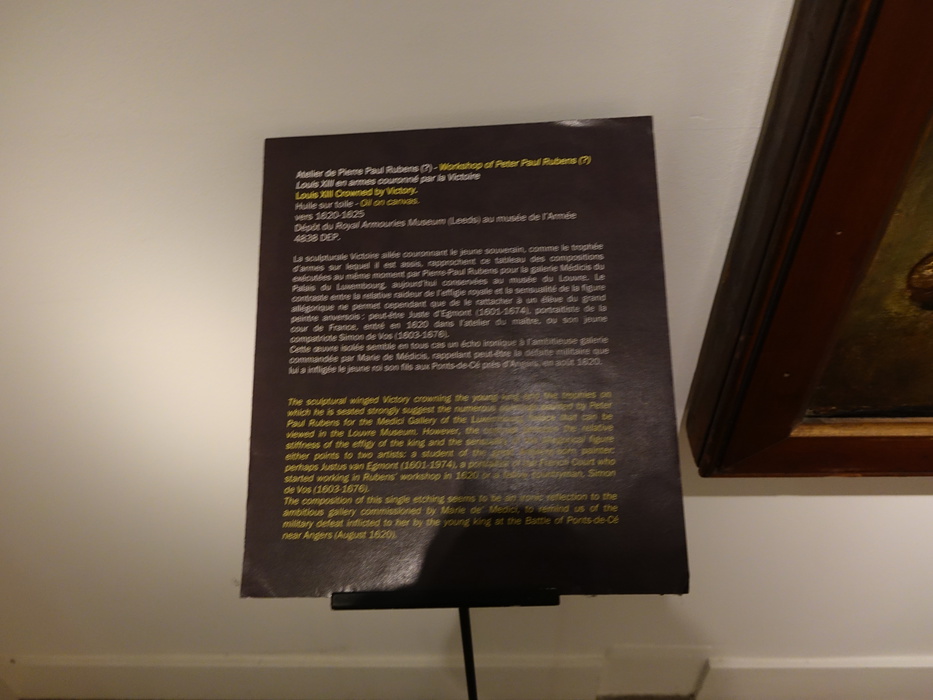 Atelier de Pierre Paul Rubens (?) - Workshop of Peter Paul Rubens (?)
Louis XIII en armes couronné par la Victoire
Louis XIII Crowned by Victory.
Huile sur toile - Oil on canvas.
vers 1620-1625
Dépôt du Royal Armouries Museum (Leeds) au musée de l'Armée
4838 DEP.
La sculpturale Victoire ailée couronnant le jeune souverain, comme le trophée
d'armes sur lequel il est assis, rapprochent ce tableau des compositions
exécutées au même moment par Pierre-Paul Rubens pour la galerie Médicis du
Palais du Luxembourg, aujourd'hui conservées au musée du Louvre. Le
contraste entre la relative raideur de l'effigie royale et la sensualité de la figure
allégorique ne permet cependant que de le rattacher à un élève du grand
peintre anversois : peut-être Juste d'Egmont (1601-1674), portraitiste de la
cour de France, entré en 1620 dans l'atelier du maître, ou son jeune
compatriote Simon de Vos (1603-1676).
Cette œuvre isolée semble en tous cas un écho ironique à l'ambitieuse galerie
commandée par Marie de Médicis, rappelant peut-être la défaite militaire que
lui a infligée le jeune roi son fils aux Ponts-de-Cé près d'Angers, en août 1620.
The sculptural winged Victory crowning the young king and the trophies on
which he is seated strongly suggest the numerous by Peter
Paul Rubens for the Medici Gallery of the that can be
viewed in the Louvre Museum. However, the the relative
stiffness of the effigy of the king and the figure
either points to two artists: a student of the painter,
perhaps Justus van Egmont (1601-1974), a French Court who
started working in Rubens' workshop in 1620 or countryman, Simon
de Vos (1603-1676).
The composition of this single etching seems to be an ironic reflection to the
ambitious gallery commissioned by Marie de' Medici, to remind us of the
military defeat inflicted to her by the young king at the Battle of Ponts-de-Cé
near Angers (August 1620).